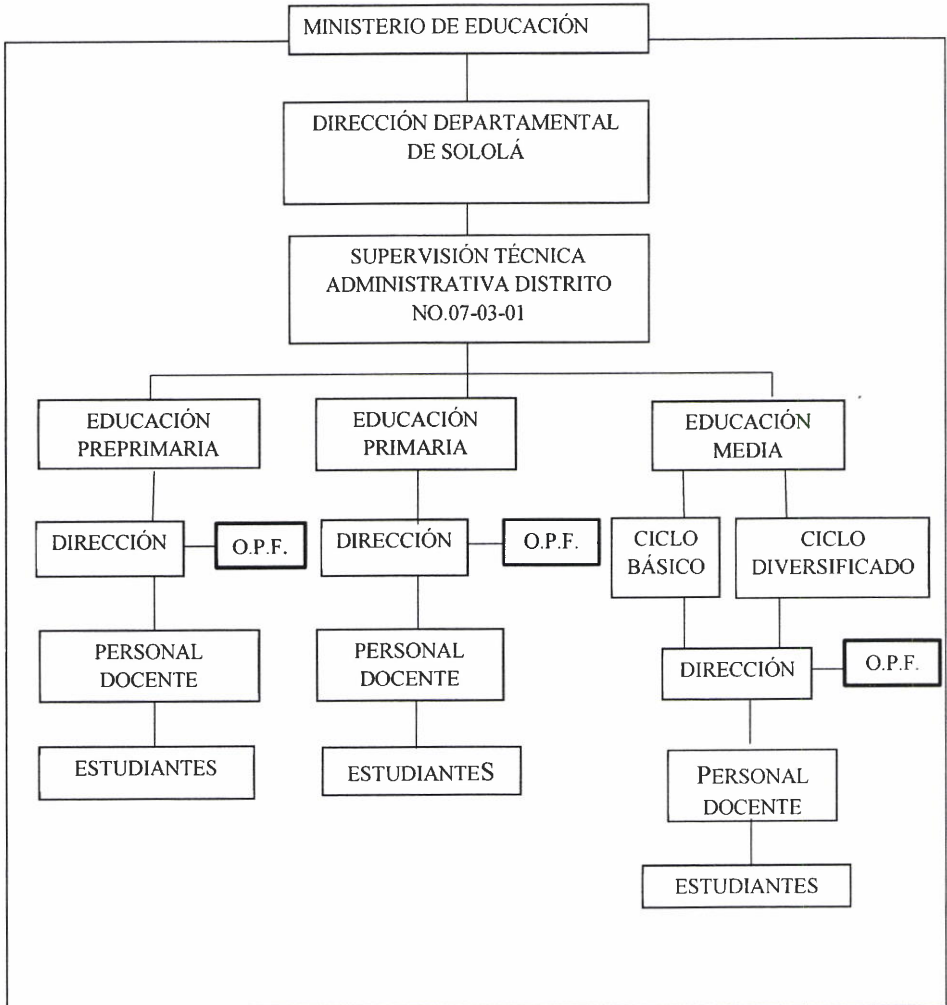 MINISTERIO DE EDUCACIÓN
DIRECCIÓN DEPARTAMENTAL
DE SOLOLÁ
SUPERVISIÓN TÉCNICA
ADMINISTRATIVA DISTRITO
NO.07-03-01
EDUCACIÓN
PREPRIMARIA
DIRECCIÓN
O.P.F.
PERSONAL
DOCENTE
ESTUDIANTES
EDUCACIÓN
PRIMARIA
DIRECCIÓN
O.P.F.
PERSONAL
DOCENTE
ESTUDIANTES
EDUCACIÓN
MEDIA
CICLO
BÁSICO
CICLO
DIVERSIFICADO
DIRECCIÓN
O.P.F.
PERSONAL
DOCENTE
ESTUDIANTES